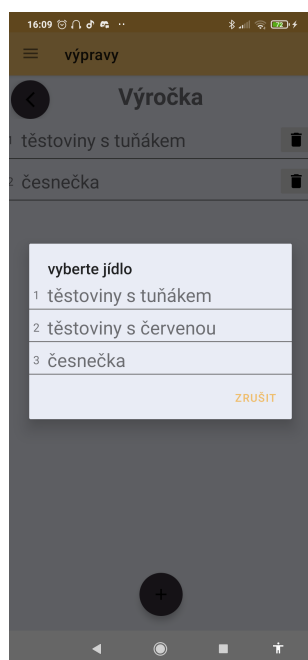 16:09
72
výpravy
Výročka
1 těstoviny s tuňákem
2 česnečka
vyberte jídlo
1 těstoviny s tuňákem
2 těstoviny s červenou
3 česnečka
ZRUŠIT
+